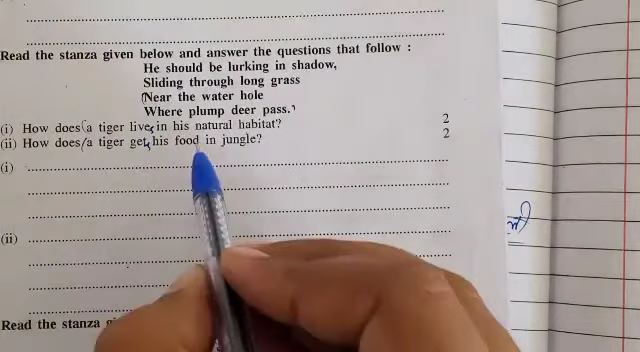 Read the stanza given below and answer the questions that follow :
He should be lurking in shadow,
Sliding through long grass
Near the water hole
Where plump deer pass.
(i) How does a tiger lives in his natural habitat? 2
(ii) How does a tiger get his food in jungle? 2
(i)
(ii)
Read the stanza